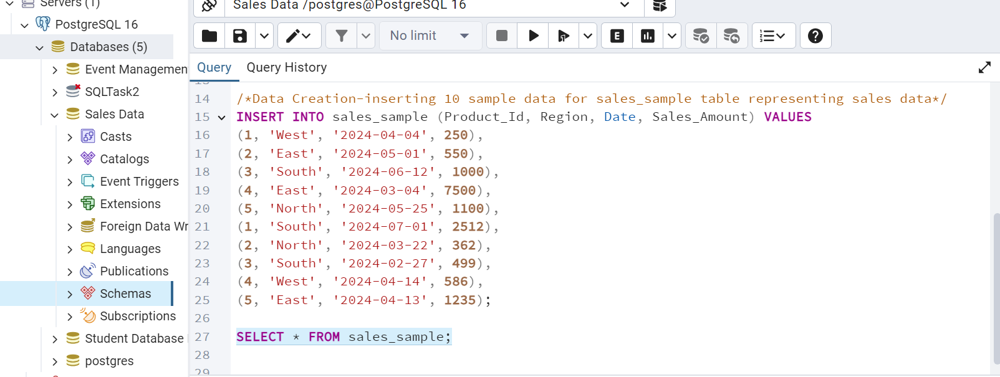 Servers (1)
PostgreSQL 16
Databases (5)
Event Managemen
SQLTask2
Sales Data
Casts
Catalogs
Event Triggers
Extensions
Foreign Data Wr
Languages
Publications
Schemas
Subscriptions
Student Database
postgres
Sales Data /postgres@PostgreSQL 16
No limit
E
Query Query History
13
14 /*Data Creation-inserting 10 sample data for sales_sample table representing sales data*/
15 INSERT INTO sales_sample (Product_Id, Region, Date, Sales_Amount) VALUES
16 (1, 'West', '2024-04-04', 250),
17 (2, 'East', '2024-05-01', 550),
18 (3, 'South', '2024-06-12', 1000),
19 (4, 'East', '2024-03-04', 7500),
20 (5, 'North', '2024-05-25', 1100),
21 (1, 'South', '2024-07-01', 2512),
22 (2, 'North', '2024-03-22', 362),
23 (3, 'South', '2024-02-27', 499),
24 (4, 'West', '2024-04-14', 586),
25 (5, 'East', '2024-04-13', 1235);
26
27 SELECT * FROM sales_sample;
28
29